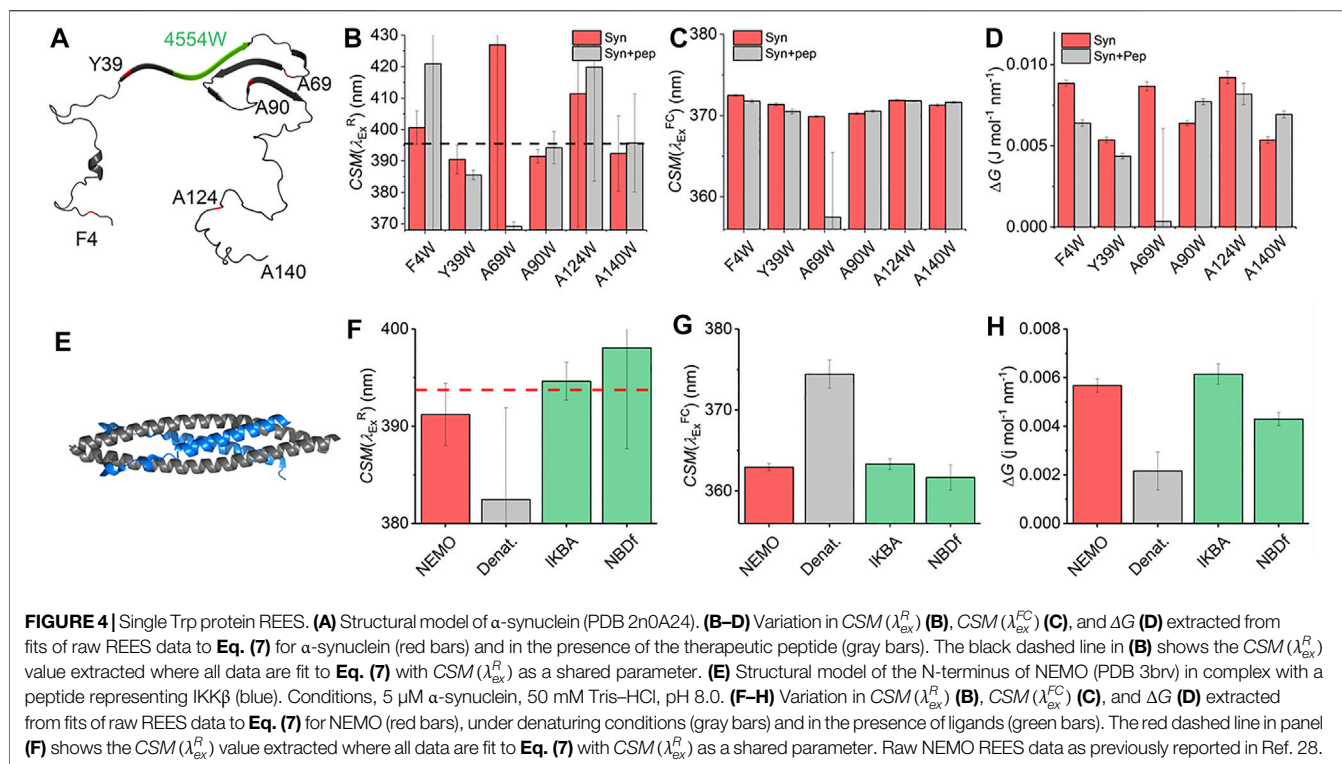 A
4554W
Y39
A69
A90
A124
F4
A140
B
CSM(λEx^R) (nm)
430
420
410
400
390
380
370
Syn
Syn+pep
F4W
Y39W
A69W
A90W
A124W
A140W
C
CSM(λEx^FC) (nm)
380
370
360
Syn
Syn+pep
F4W
Y39W
A69W
A90W
A124W
A140W
D
ΔG (J mol⁻¹ nm⁻¹)
0.010
0.005
0.000
Syn
Syn+Pep
F4W
Y39W
A69W
A90W
A124W
A140W
E
F
CSM(λEx^R) (nm)
400
390
380
NEMO
Denat.
IKBA
NBDf
G
CSM(λEx^FC) (nm)
380
370
360
NEMO
Denat.
IKBA
NBDf
H
ΔG (j mol⁻¹ nm⁻¹)
0.008
0.006
0.004
0.002
0.000
NEMO
Denat.
IKBA
NBDf
FIGURE 4 | Single Trp protein REES. (A) Structural model of α-synuclein (PDB 2n0A24). (B–D) Variation in CSM (λex^R) (B), CSM (λex^FC) (C), and ΔG (D) extracted from
fits of raw REES data to Eq. (7) for α-synuclein (red bars) and in the presence of the therapeutic peptide (gray bars). The black dashed line in (B) shows the CSM (λex^R)
value extracted where all data are fit to Eq. (7) with CSM (λex^R) as a shared parameter. (E) Structural model of the N-terminus of NEMO (PDB 3brv) in complex with a
peptide representing IKKβ (blue). Conditions, 5 µM α-synuclein, 50 mM Tris–HCl, pH 8.0. (F–H) Variation in CSM (λex^R) (B), CSM (λex^FC) (C), and ΔG (D) extracted
from fits of raw REES data to Eq. (7) for NEMO (red bars), under denaturing conditions (gray bars) and in the presence of ligands (green bars). The red dashed line in panel
(F) shows the CSM (λex^R) value extracted where all data are fit to Eq. (7) with CSM (λex^R) as a shared parameter. Raw NEMO REES data as previously reported in Ref. 28.